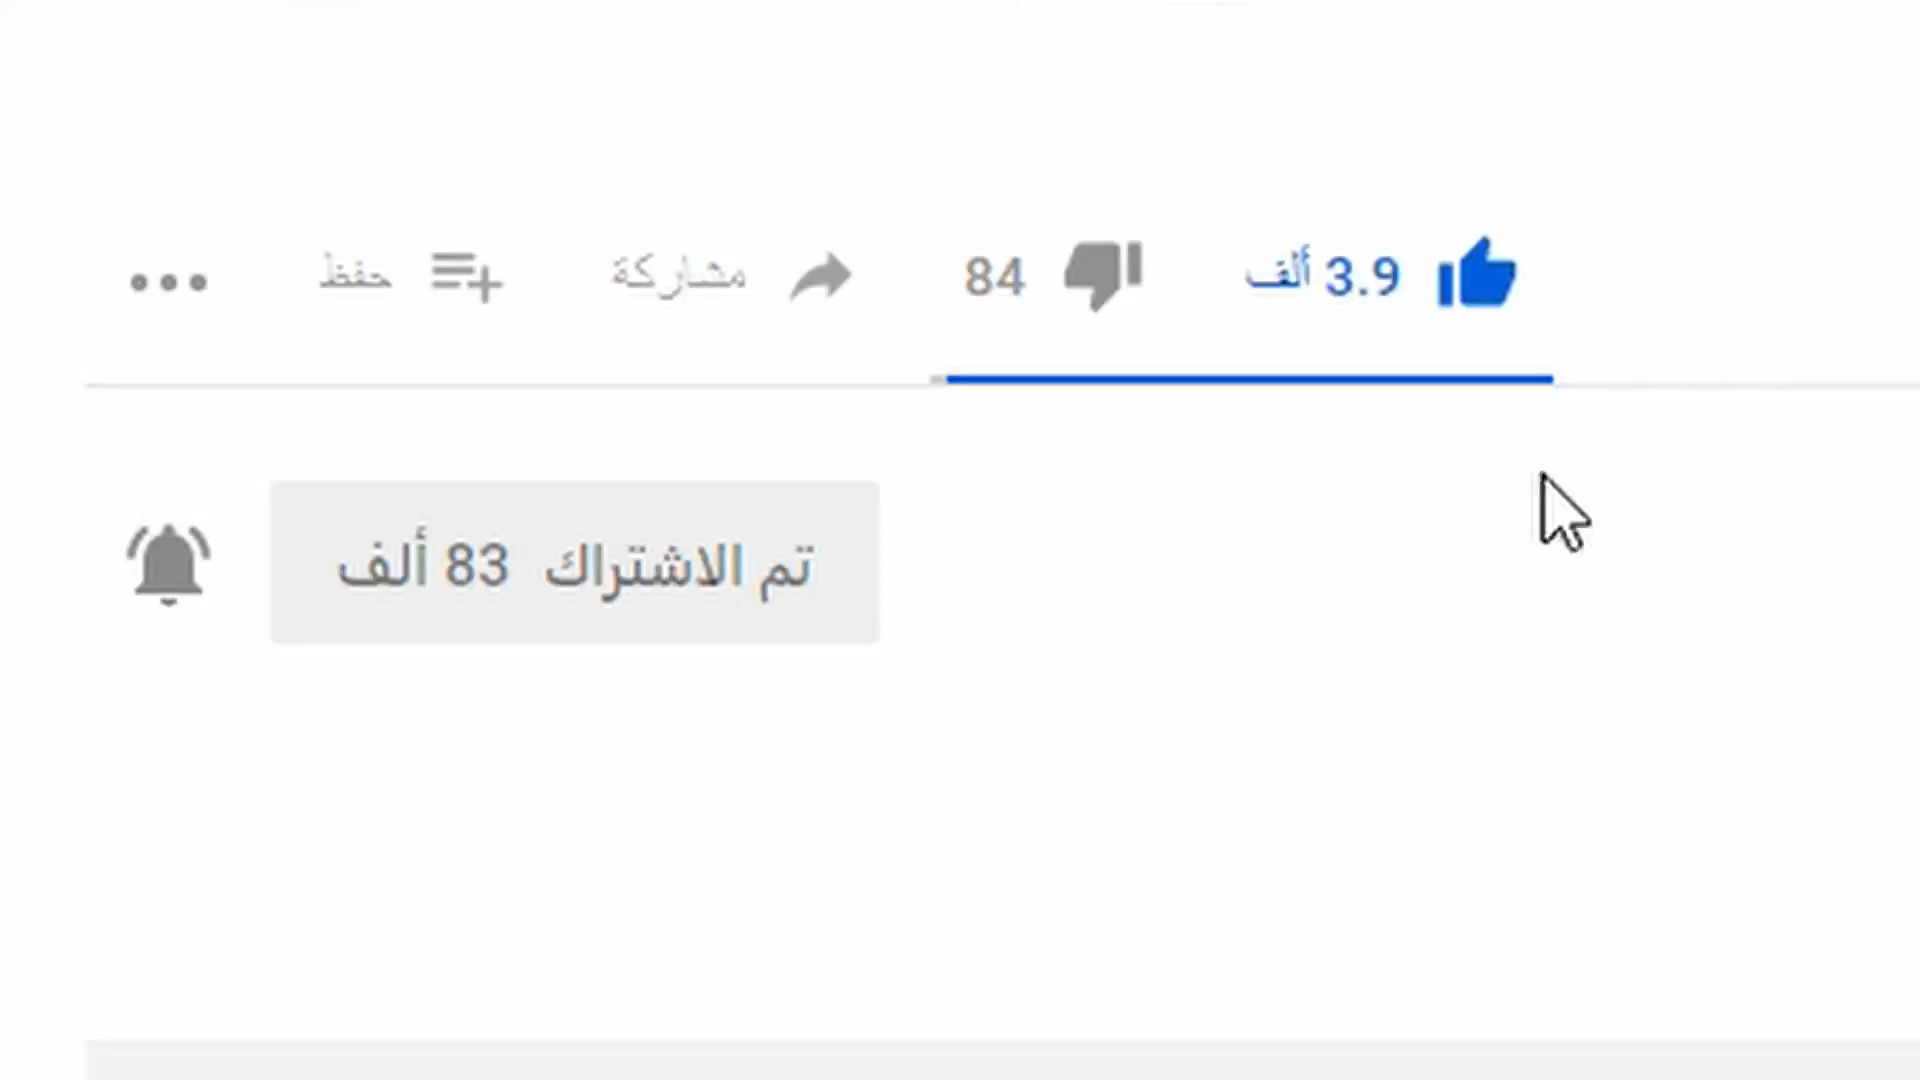 3.9 ألف 84 مشاركة حفظ
تم الاشتراك 83 ألف